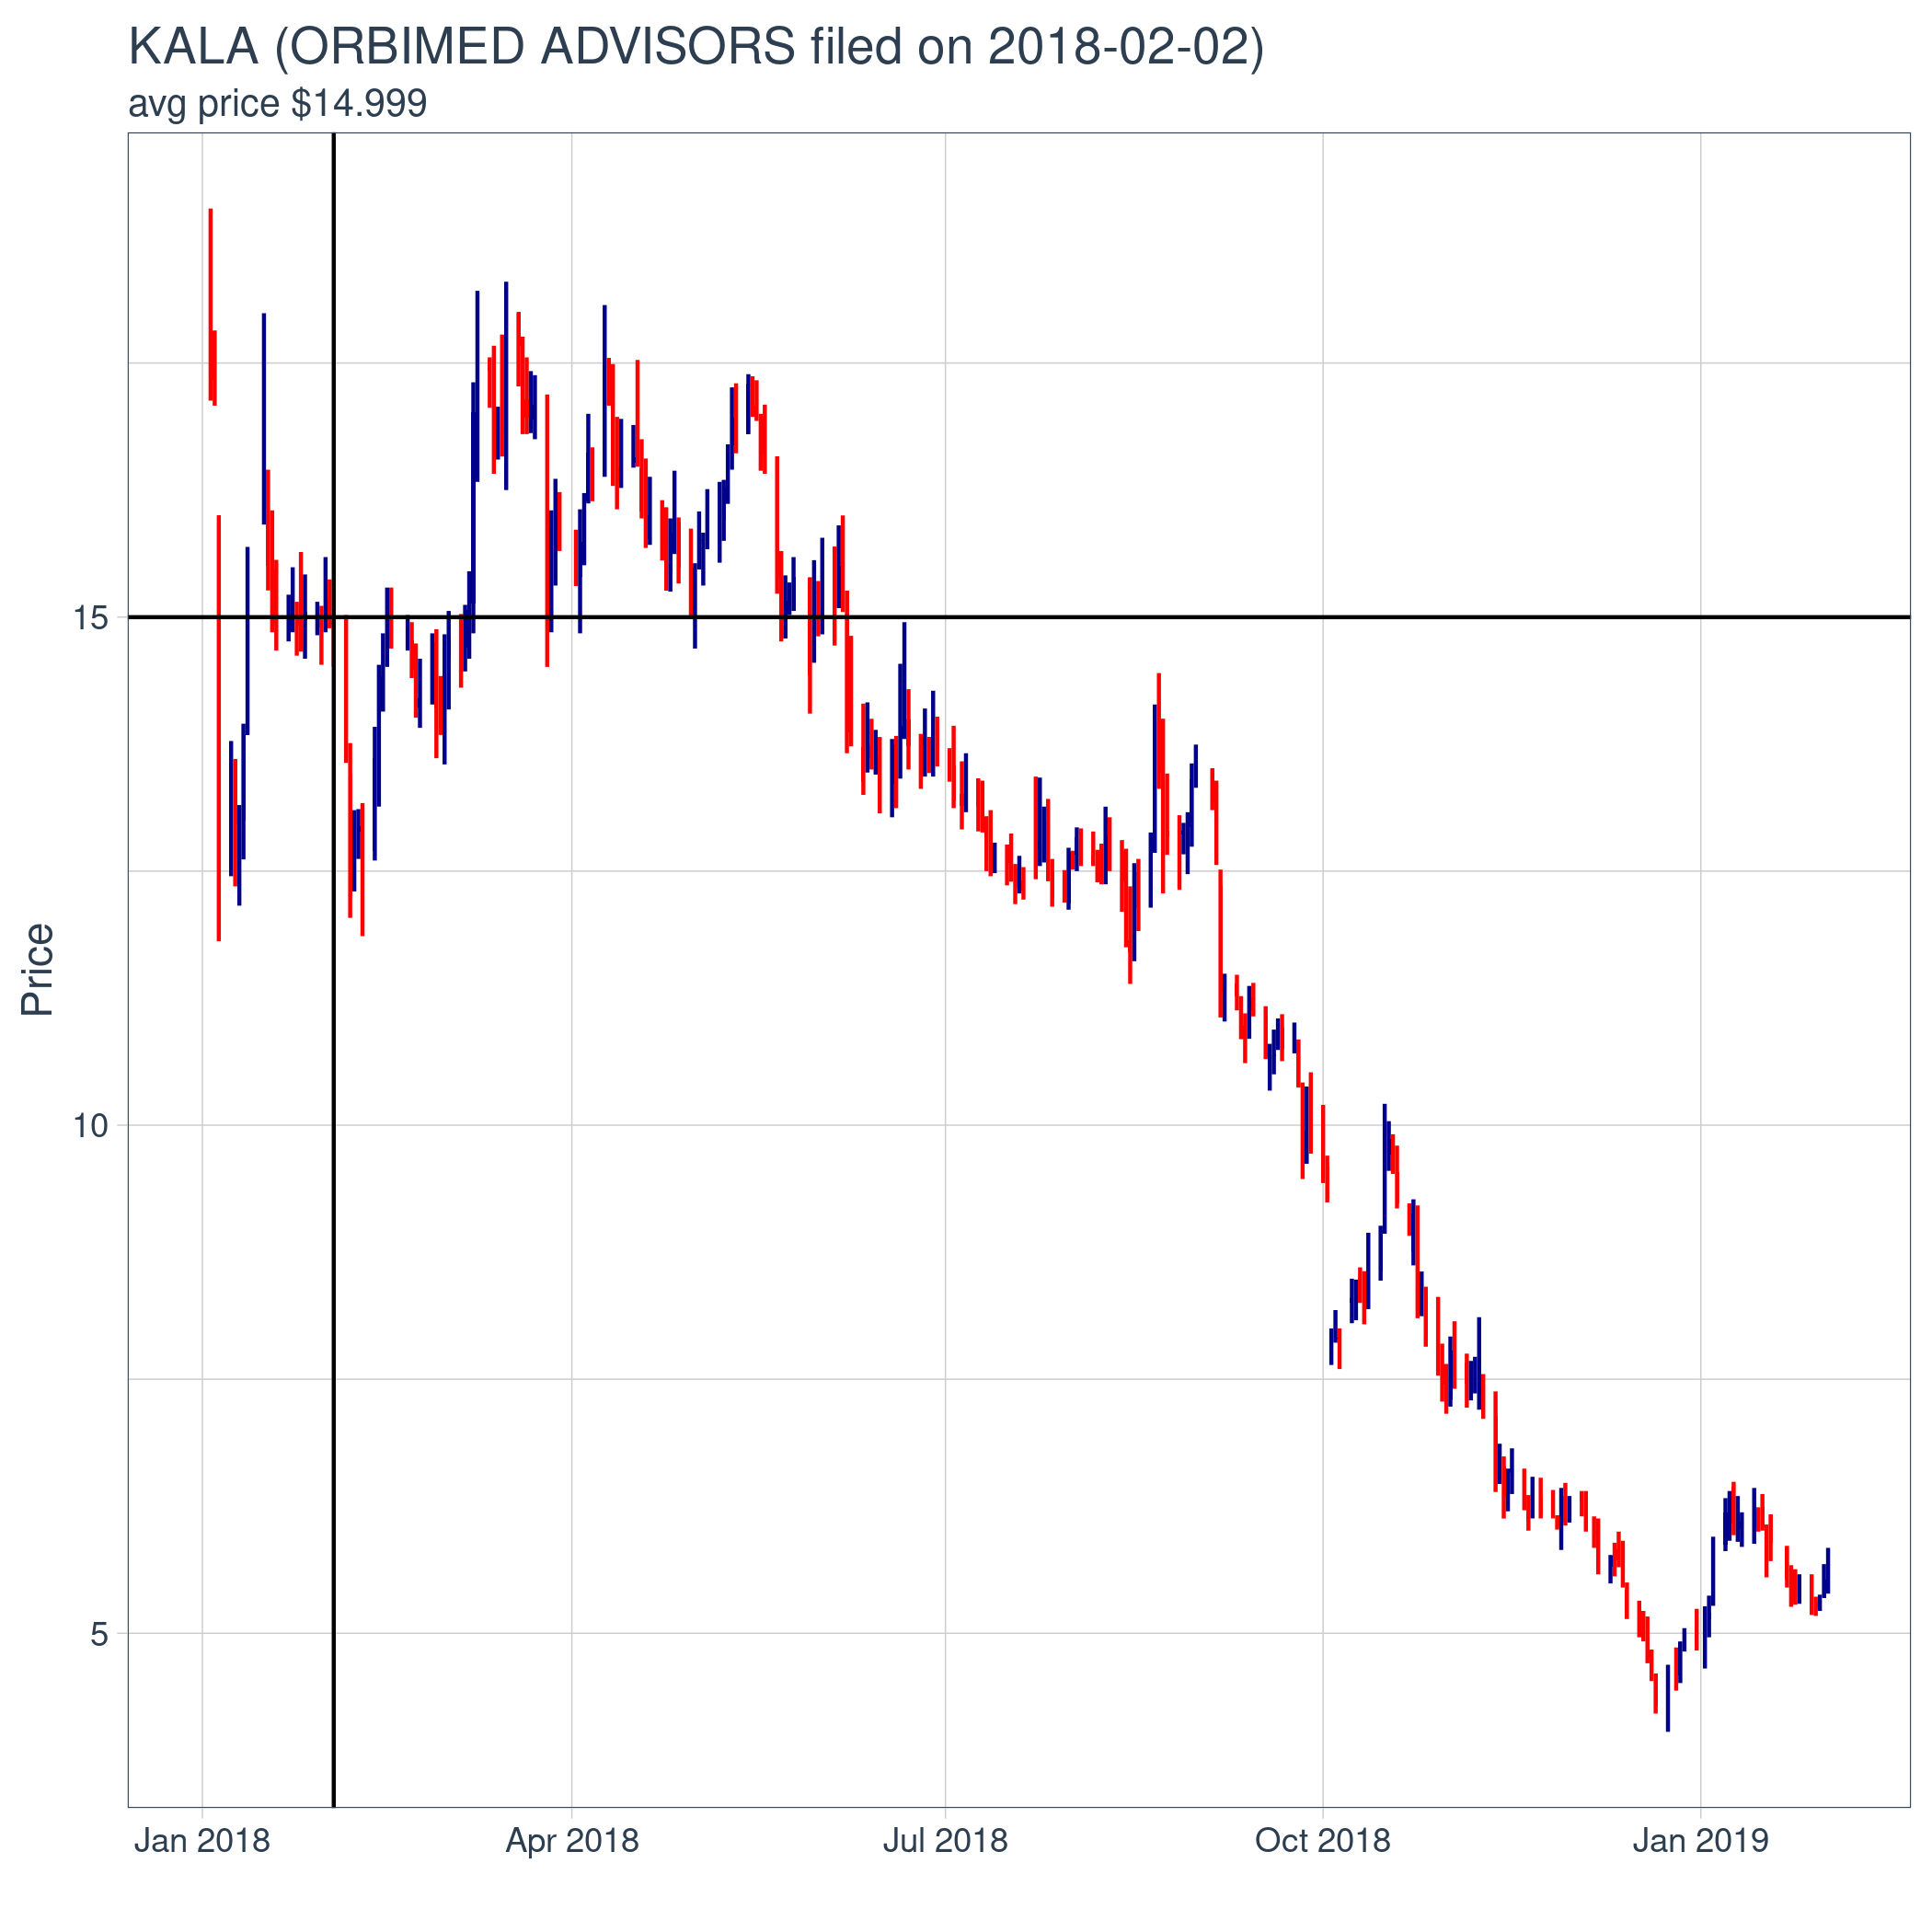 KALA (ORBIMED ADVISORS filed on 2018-02-02)
avg price $14.999
Price
15
10
5
Jan 2018
Apr 2018
Jul 2018
Oct 2018
Jan 2019